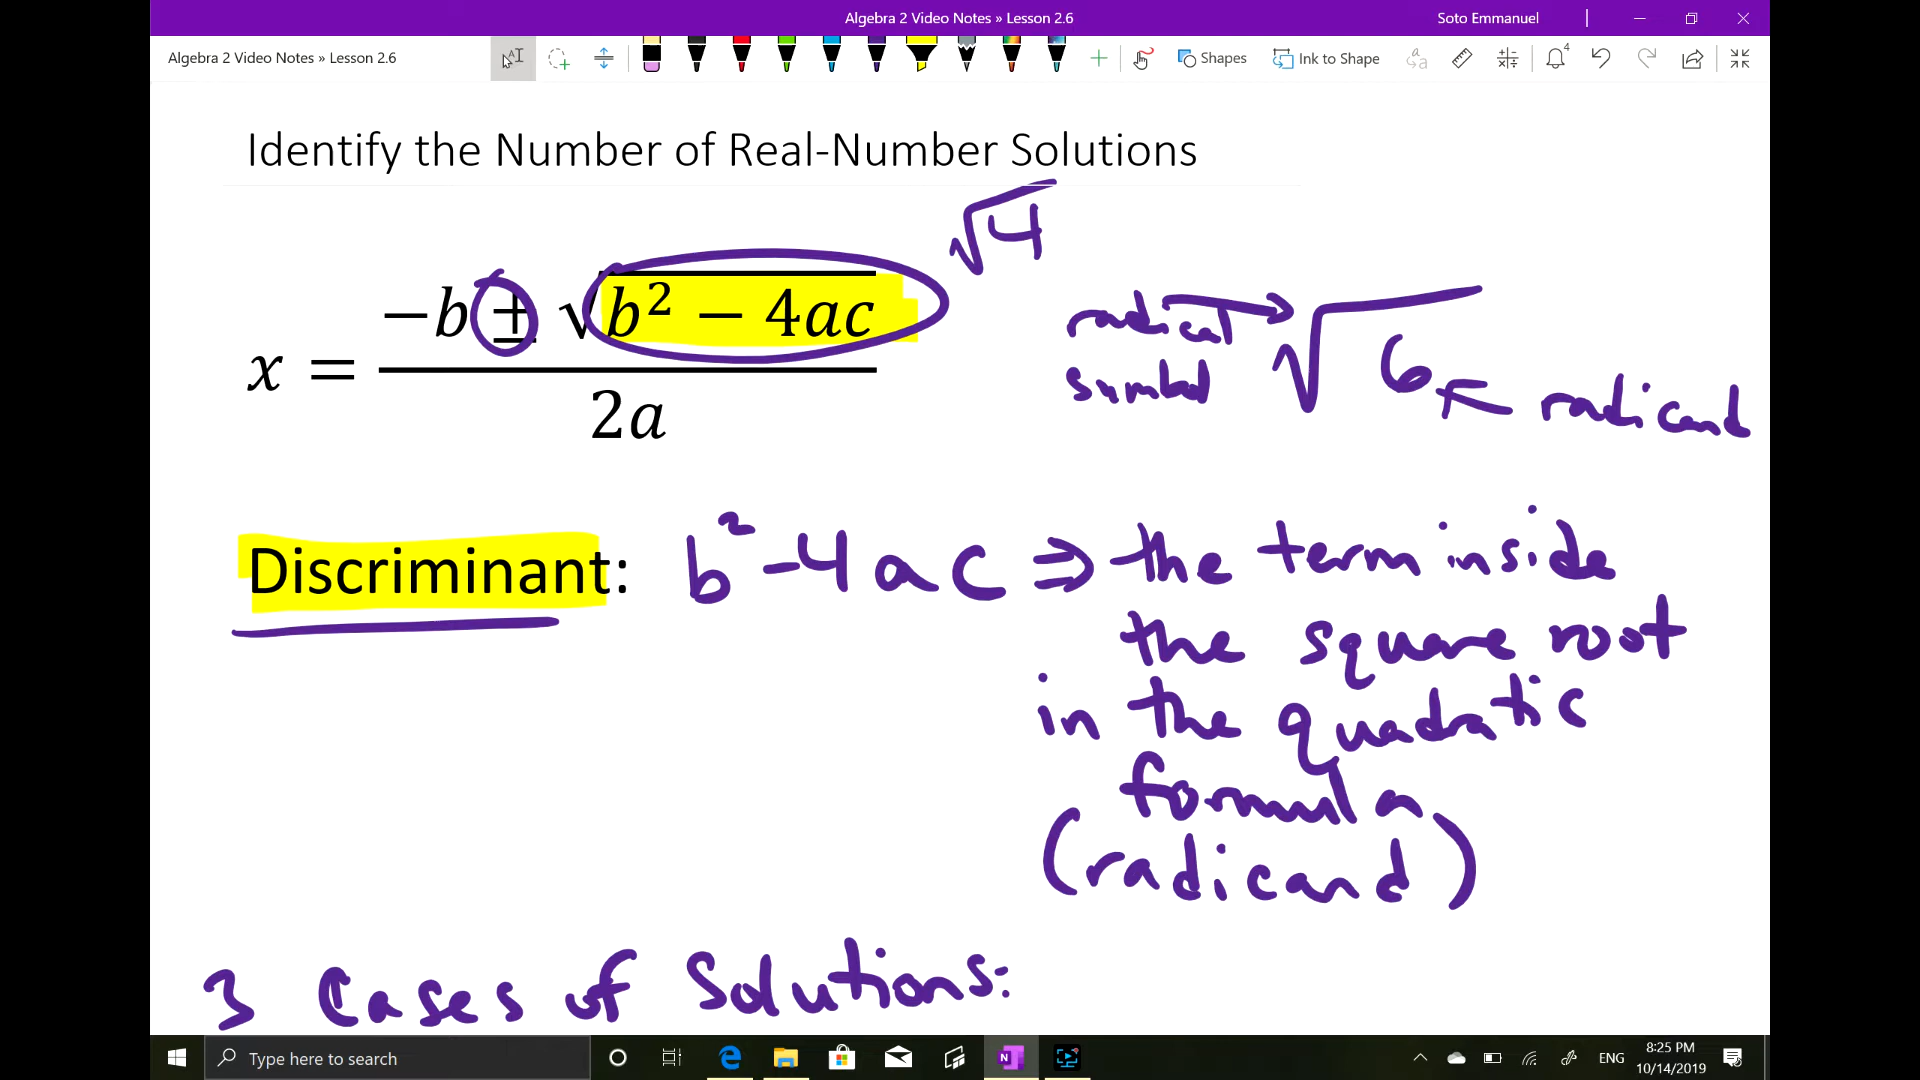 Algebra 2 Video Notes » Lesson 2.6
Soto Emmanuel
Algebra 2 Video Notes » Lesson 2.6
Shapes
Ink to Shape
4
Identify the Number of Real-Number Solutions
√4
x = (−b ± √(b² − 4ac)) / 2a
radical
symbol
√6
radicand
Discriminant: b²-4ac ⇒ the term inside
the square root
in the quadratic
formula
(radicand)
3 Cases of Solutions:
Type here to search
ENG
8:25 PM
10/14/2019